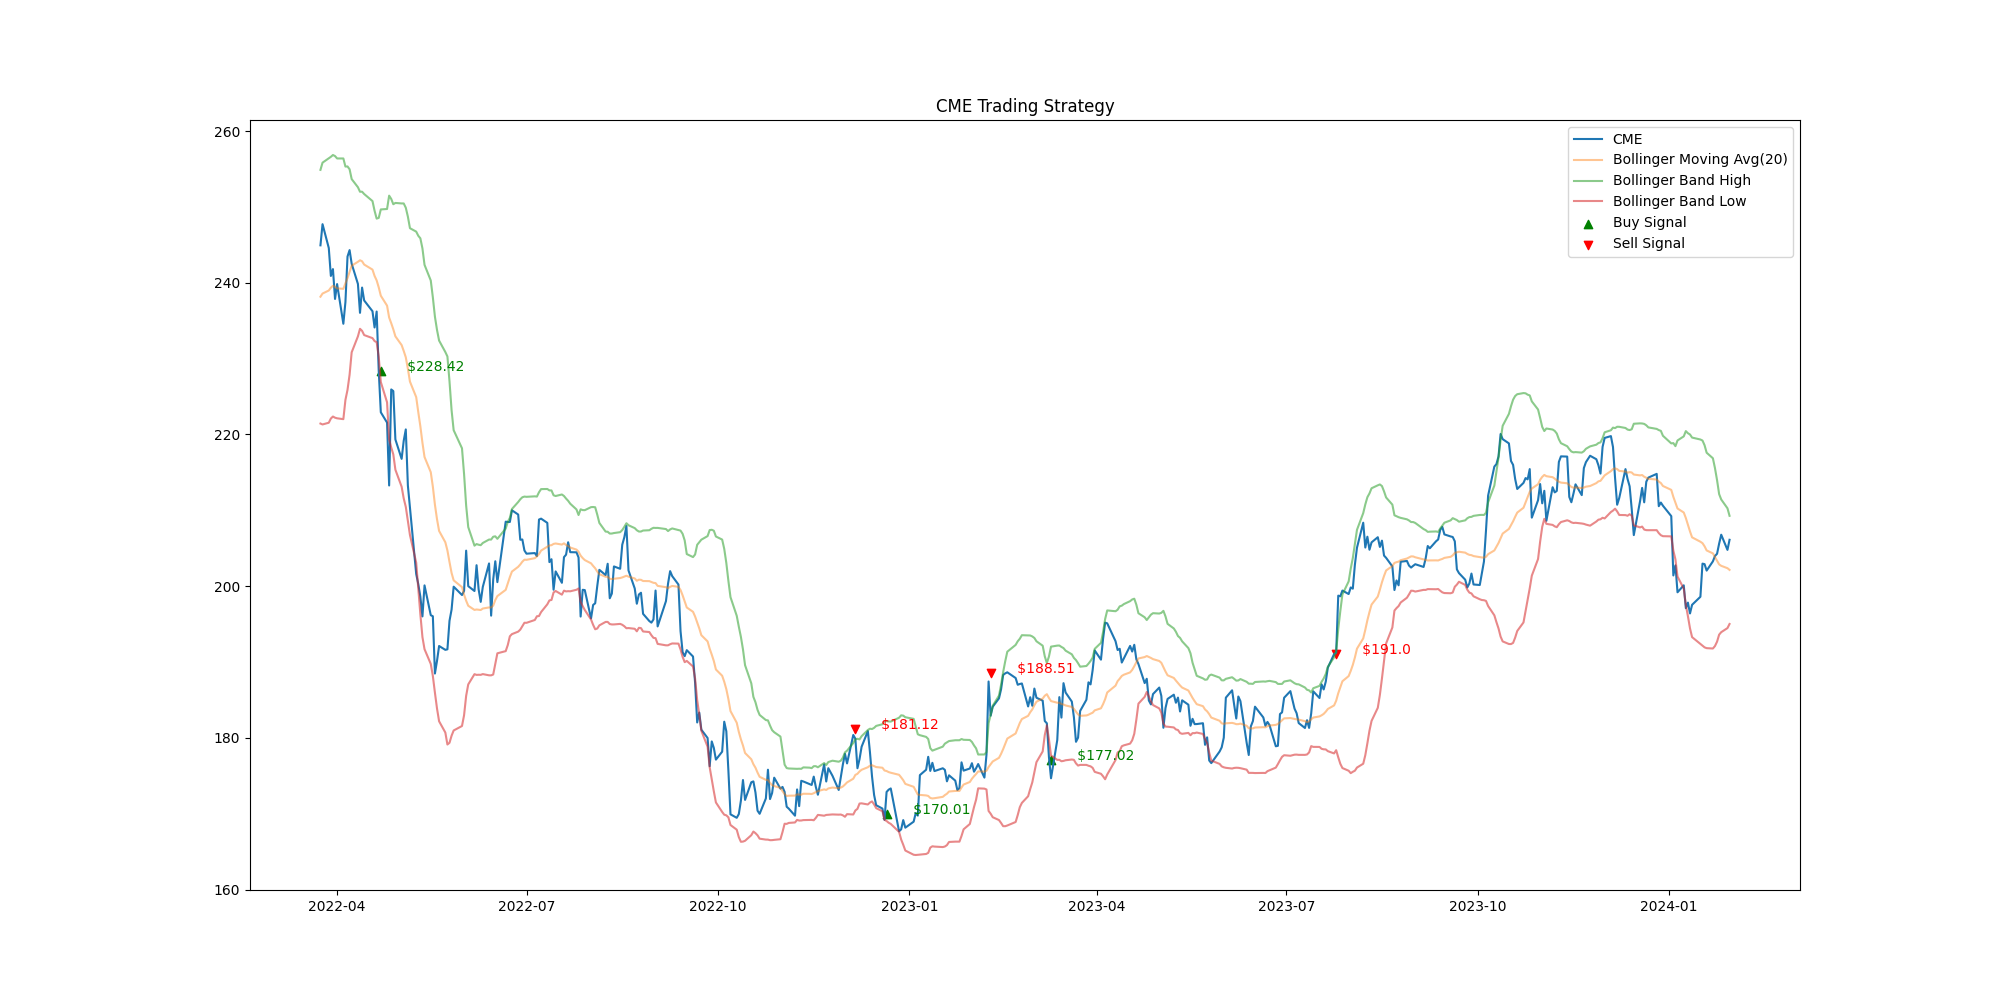 CME Trading Strategy
260
240
220
200
180
160
2022-04
2022-07
2022-10
2023-01
2023-04
2023-07
2023-10
2024-01
CME
Bollinger Moving Avg(20)
Bollinger Band High
Bollinger Band Low
Buy Signal
Sell Signal
$228.42
$181.12
$170.01
$188.51
$177.02
$191.0